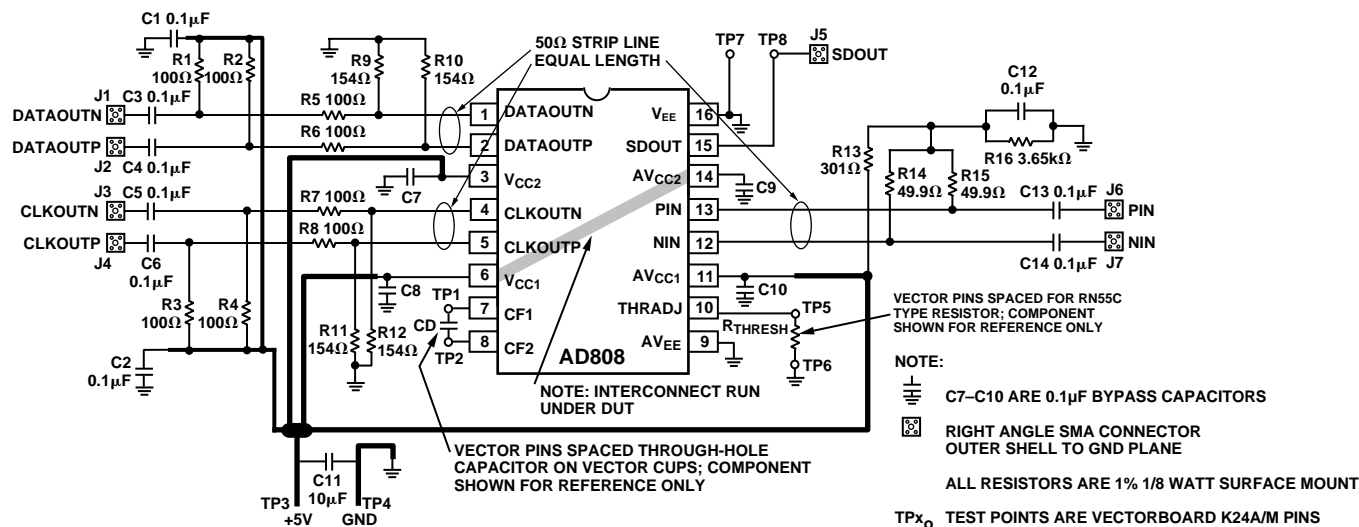 C1 0.1µF
R1
100Ω
R2
100Ω
R9
154Ω
R10
154Ω
50Ω STRIP LINE
EQUAL LENGTH
TP7
TP8
J5
SDOUT
J1
C3 0.1µF
DATAOUTN
R5 100Ω
R6 100Ω
DATAOUTP
J2
C4 0.1µF
J3
C5 0.1µF
CLKOUTN
R7 100Ω
R8 100Ω
CLKOUTP
J4
C6
0.1µF
C7
C8
R3
100Ω
R4
100Ω
R11
154Ω
R12
154Ω
C2
0.1µF
TP1
CD
TP2
1 DATAOUTN
2 DATAOUTP
3 VCC2
4 CLKOUTN
5 CLKOUTP
6 VCC1
7 CF1
8 CF2
VEE 16
SDOUT 15
AVCC2 14
PIN 13
NIN 12
AVCC1 11
THRADJ 10
AVEE 9
AD808
C9
C10
TP5
RTHRESH
TP6
C12
0.1µF
R16 3.65kΩ
R13
301Ω
R14
49.9Ω
R15
49.9Ω
C13 0.1µF
J6
PIN
NIN
C14 0.1µF
J7
VECTOR PINS SPACED FOR RN55C
TYPE RESISTOR; COMPONENT
SHOWN FOR REFERENCE ONLY
NOTE: INTERCONNECT RUN
UNDER DUT
VECTOR PINS SPACED THROUGH-HOLE
CAPACITOR ON VECTOR CUPS; COMPONENT
SHOWN FOR REFERENCE ONLY
C11
10µF
TP3
+5V
TP4
GND
NOTE:
C7–C10 ARE 0.1µF BYPASS CAPACITORS
RIGHT ANGLE SMA CONNECTOR
OUTER SHELL TO GND PLANE
ALL RESISTORS ARE 1% 1/8 WATT SURFACE MOUNT
TPx TEST POINTS ARE VECTORBOARD K24A/M PINS